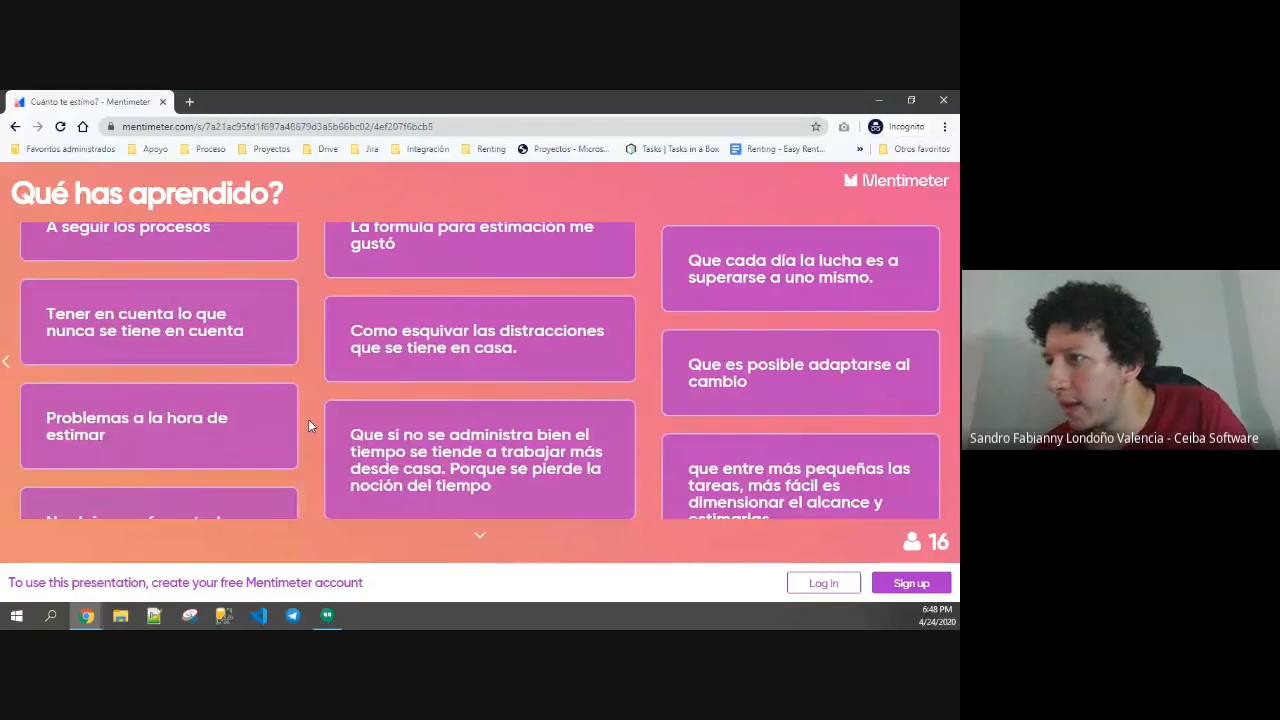 Cuánto te estimo? - Mentimeter
mentimeter.com/s/7a21ac95fd1f697a48679d3a5b66bc02/4ef207f6bcb5
Incógnito
Favoritos administrados
Apoyo
Proceso
Proyectos
Drive
Jira
Integración
Renting
Proyectos - Micros...
Tasks | Tasks in a Box
Renting - Easy Rent...
»
Otros favoritos
Qué has aprendido?
Mentimeter
A seguir los procesos
Tener en cuenta lo que
nunca se tiene en cuenta
Problemas a la hora de
estimar
La formula para estimación me
gustó
Como esquivar las distracciones
que se tiene en casa.
Que si no se administra bien el
tiempo se tiende a trabajar más
desde casa. Porque se pierde la
noción del tiempo
Que cada día la lucha es a
superarse a uno mismo.
Que es posible adaptarse al
cambio
que entre más pequeñas las
tareas, más fácil es
dimensionar el alcance y
estimarlas
16
To use this presentation, create your free Mentimeter account
Log in
Sign up
6:48 PM
4/24/2020
Sandro Fabianny Londoño Valencia - Ceiba Software